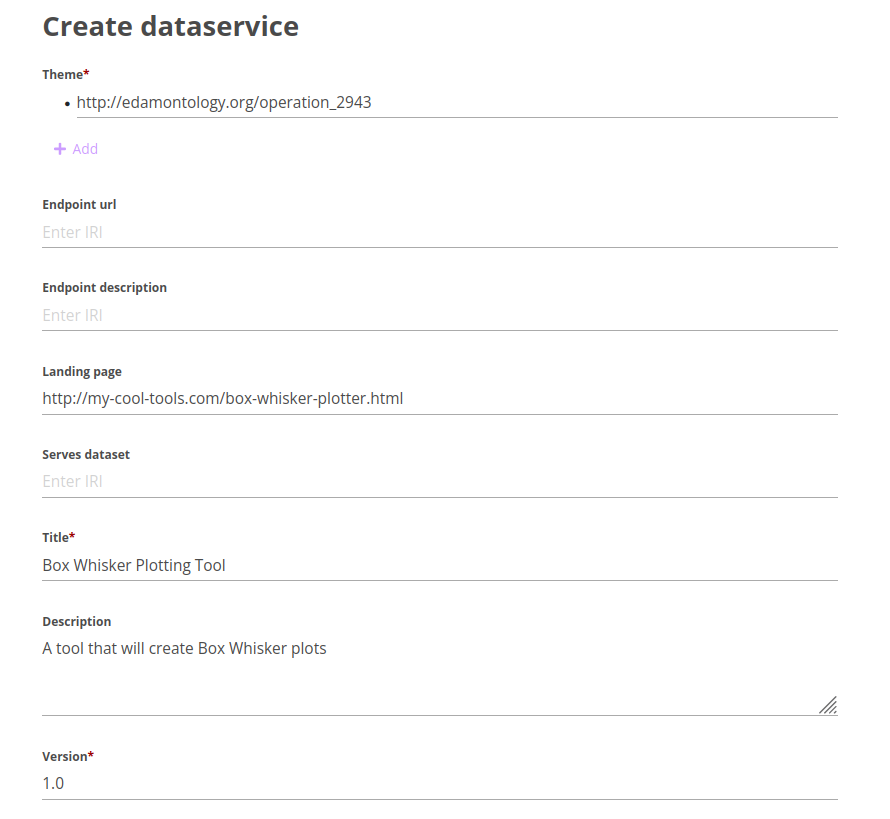 Create dataservice
Theme*
• http://edamontology.org/operation_2943
+ Add
Endpoint url
Enter IRI
Endpoint description
Enter IRI
Landing page
http://my-cool-tools.com/box-whisker-plotter.html
Serves dataset
Enter IRI
Title*
Box Whisker Plotting Tool
Description
A tool that will create Box Whisker plots
Version*
1.0